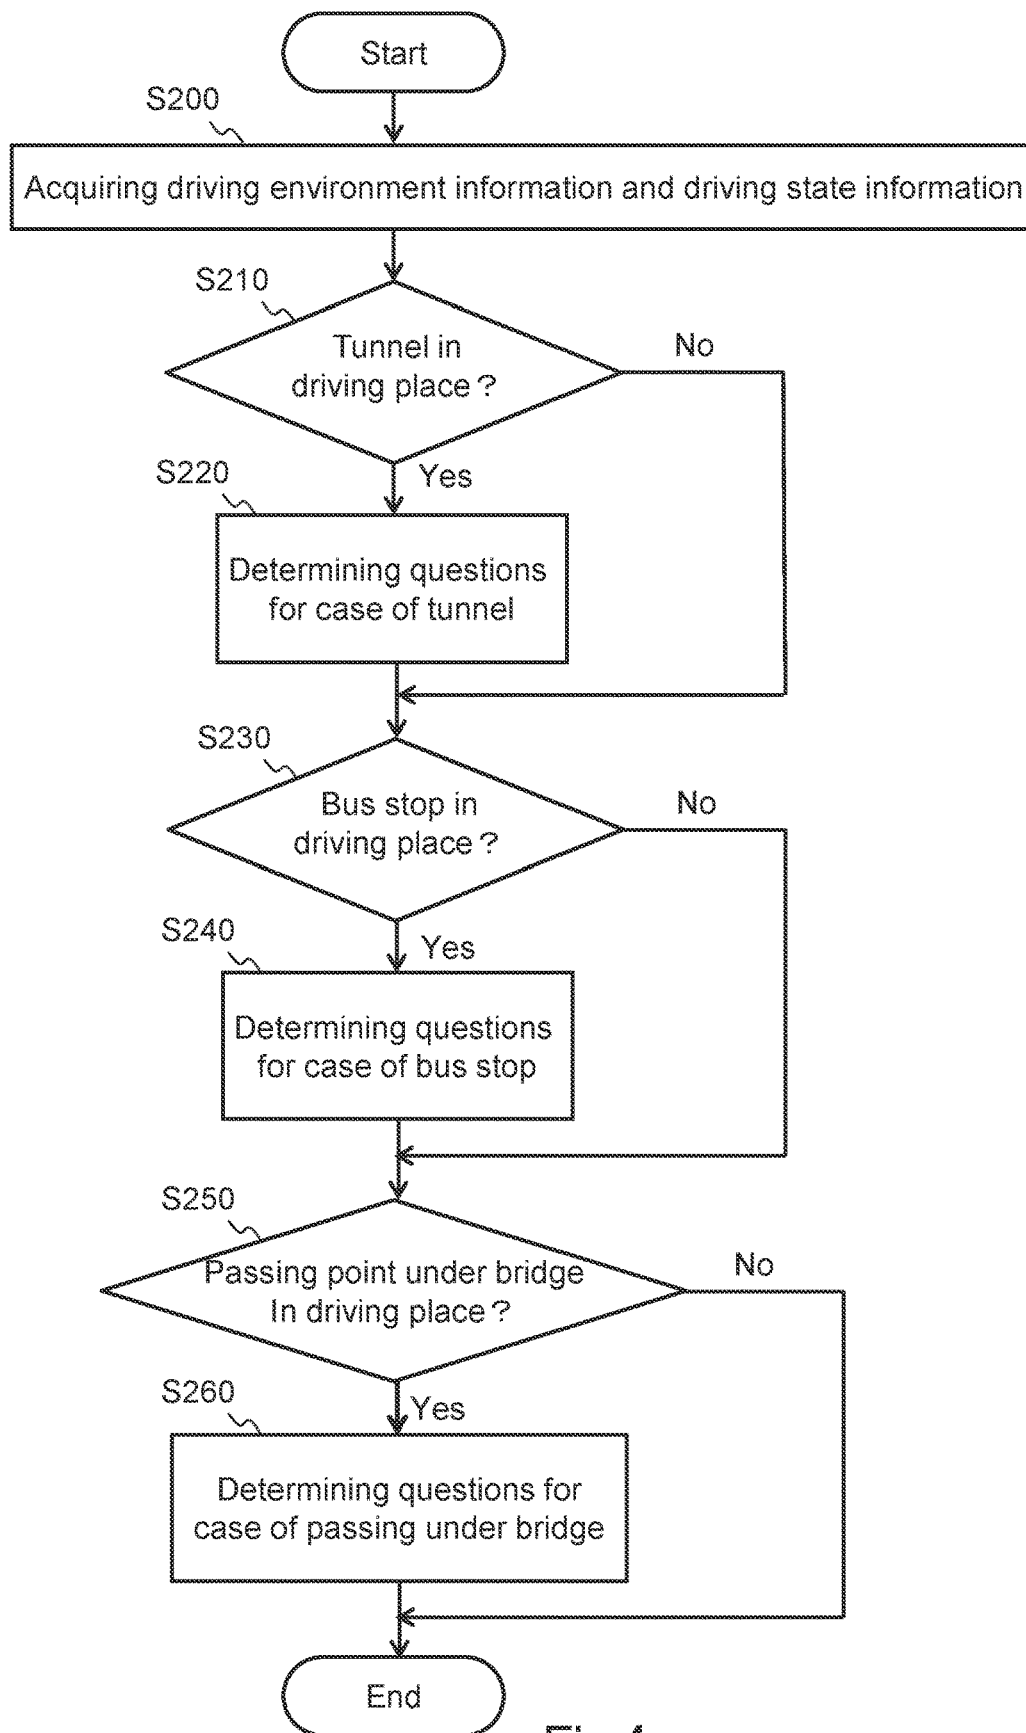 Start
S200
Acquiring driving environment information and driving state information
S210
Tunnel in
driving place?
No
Yes
S220
Determining questions
for case of tunnel
S230
Bus stop in
driving place?
No
Yes
S240
Determining questions
for case of bus stop
S250
Passing point under bridge
In driving place?
No
Yes
S260
Determining questions for
case of passing under bridge
End